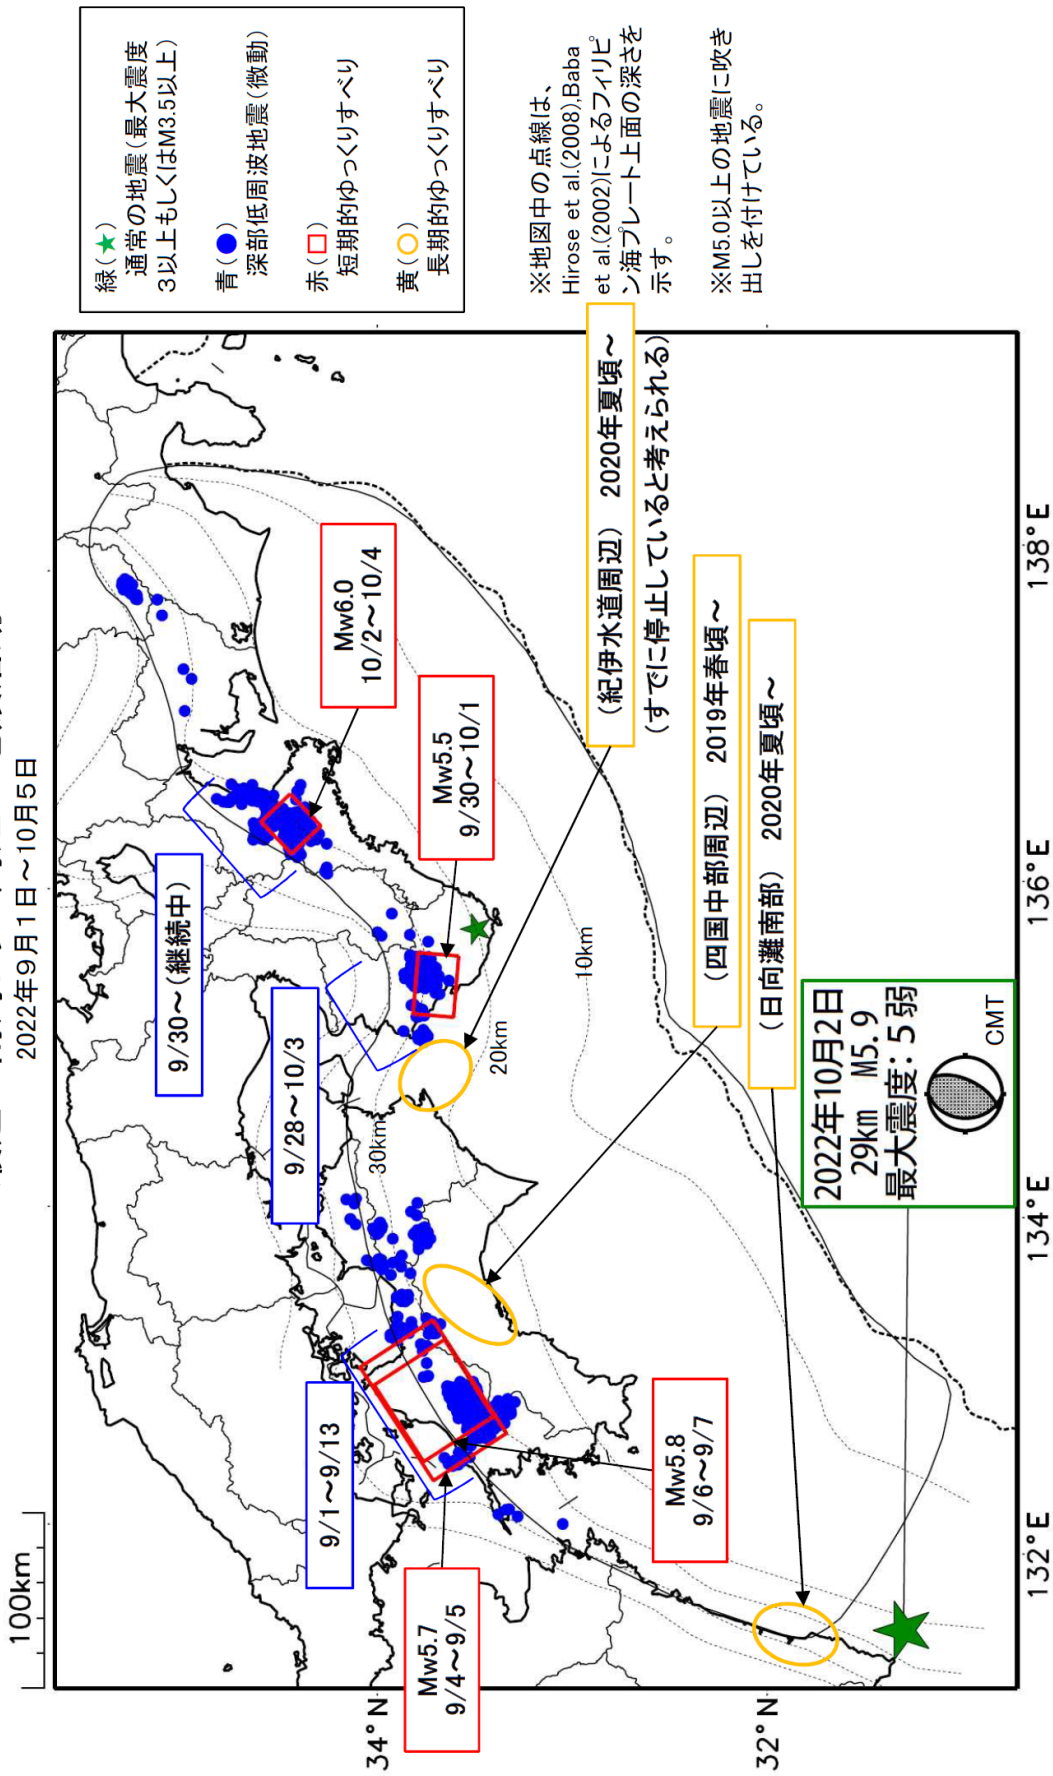 2022年9月1日～10月5日
100km
緑(★)
通常の地震(最大震度
3以上もしくはM3.5以上)
青(●)
深部低周波地震(微動)
赤(□)
短期的ゆっくりすべり
黄(○)
長期的ゆっくりすべり
※地図中の点線は、
Hirose et al.(2008),Baba
et al.(2002)によるフィリピ
ン海プレート上面の深さを
示す。
※M5.0以上の地震に吹き
出しを付けている。
9/30～(継続中)
9/28～10/3
9/1～9/13
Mw6.0
10/2～10/4
Mw5.5
9/30～10/1
Mw5.7
9/4～9/5
Mw5.8
9/6～9/7
(紀伊水道周辺) 2020年夏頃～
(すでに停止していると考えられる)
(四国中部周辺) 2019年春頃～
(日向灘南部) 2020年夏頃～
2022年10月2日
29km M5.9
最大震度：5弱
CMT
30km
20km
10km
34°N
32°N
132°E
134°E
136°E
138°E